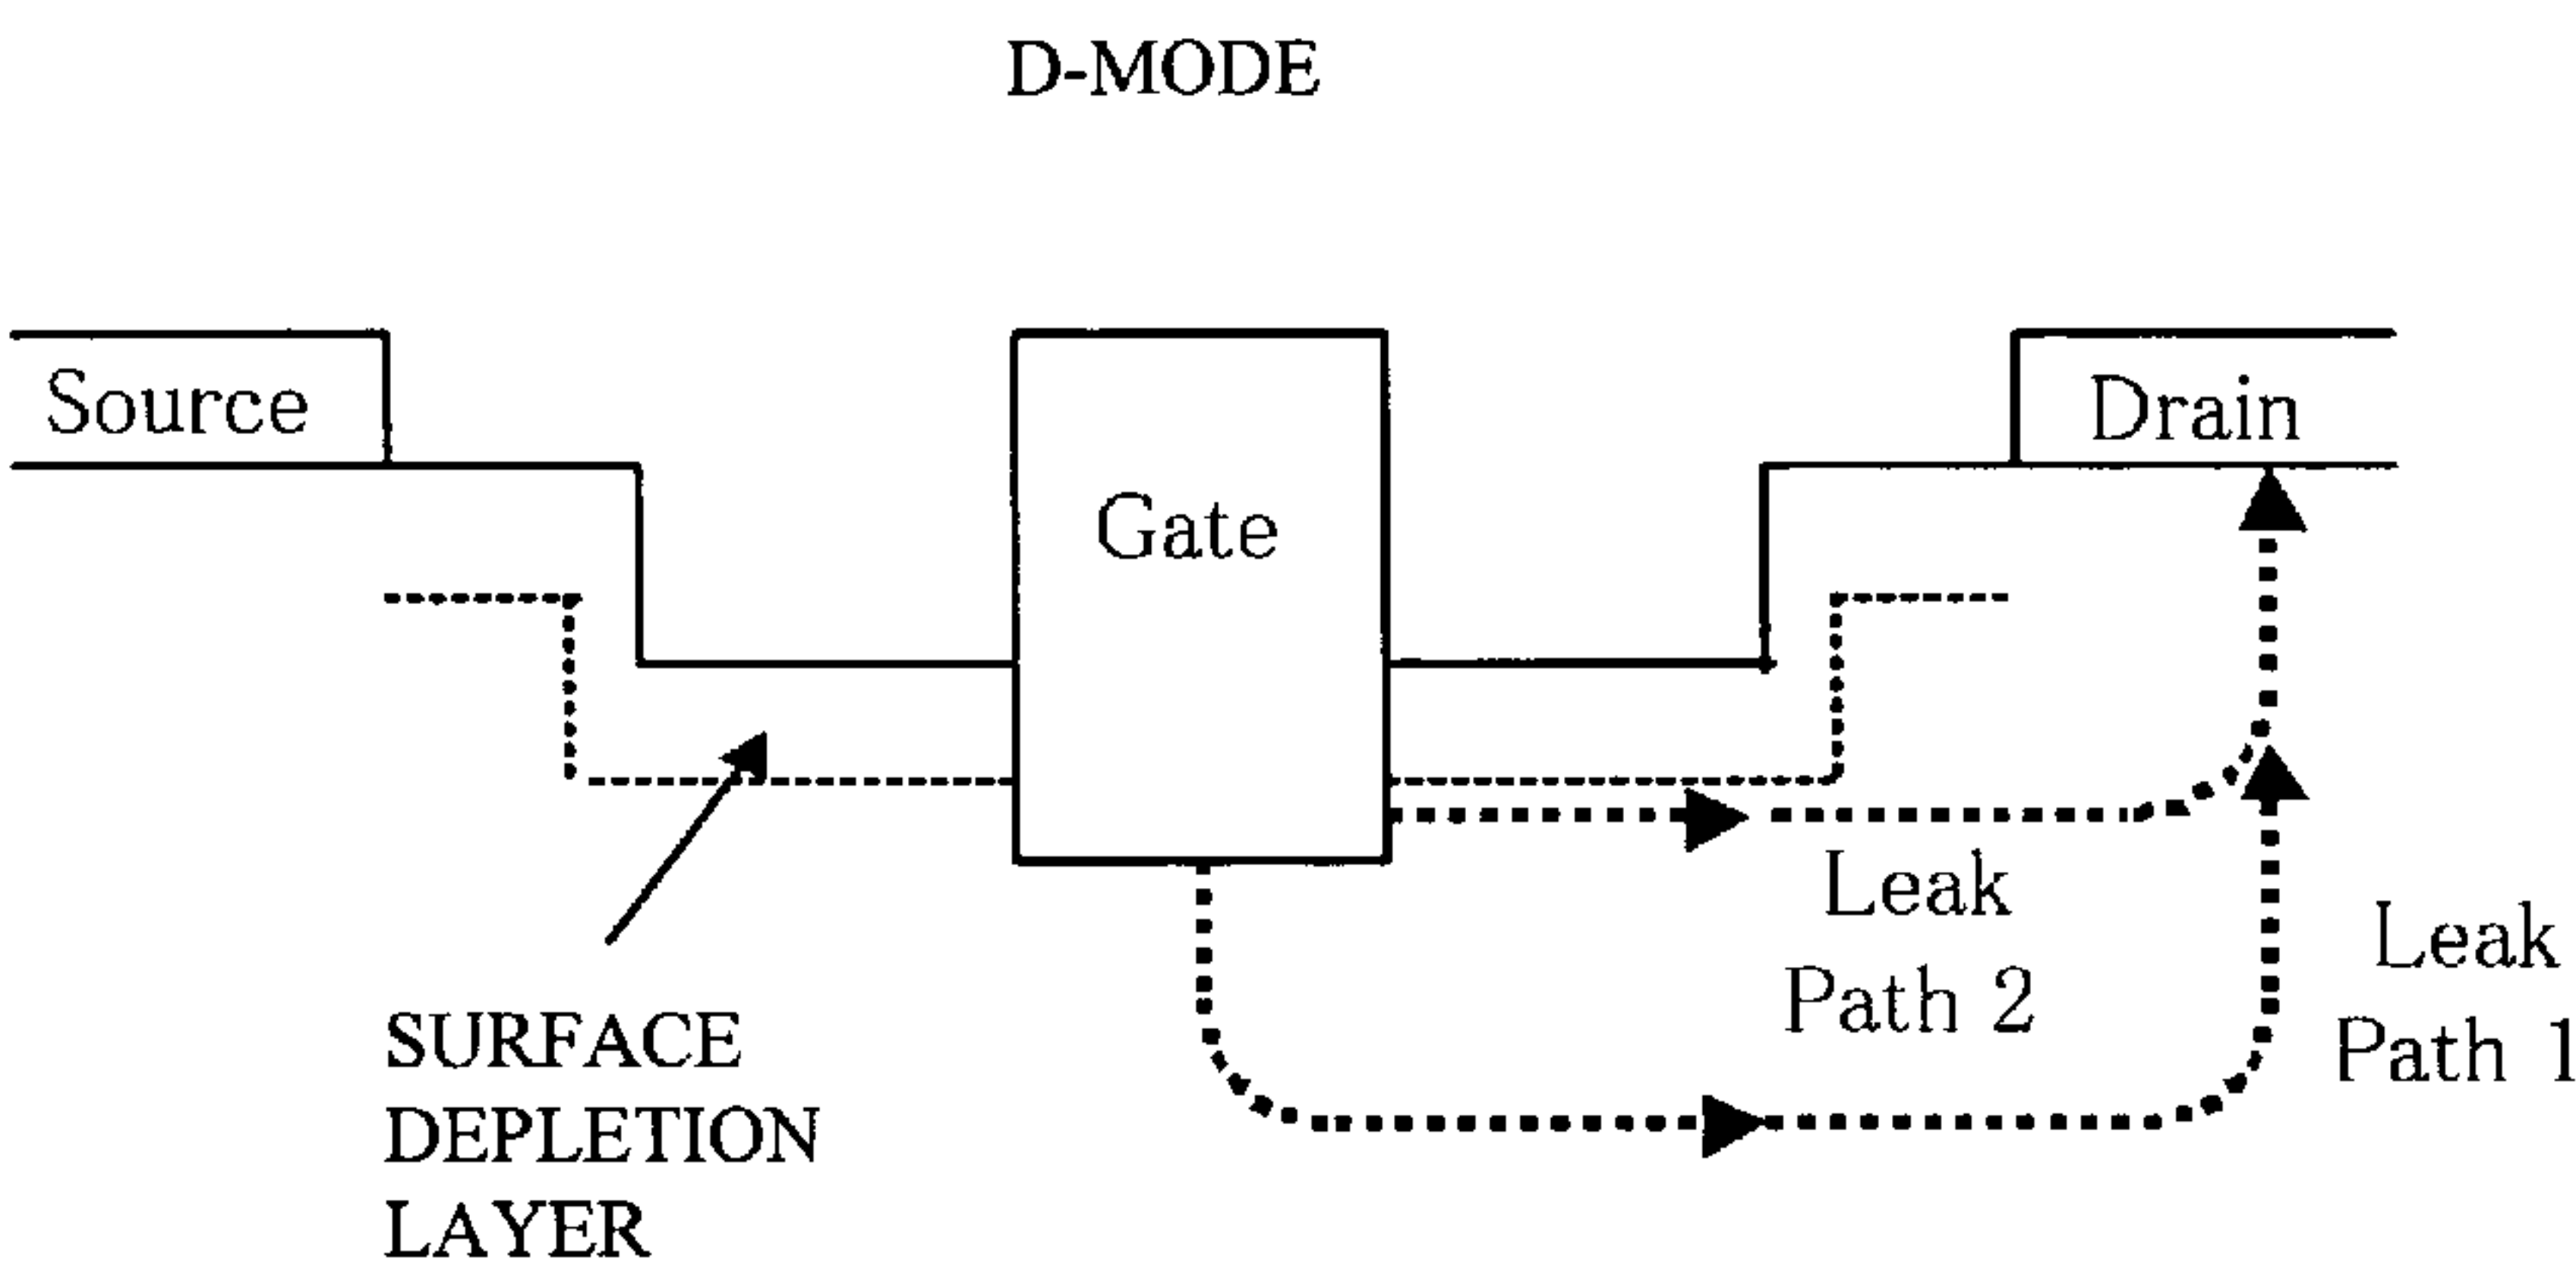 D-MODE
Source
Gate
Drain
Leak
Path 2
Leak
Path 1
SURFACE
DEPLETION
LAYER